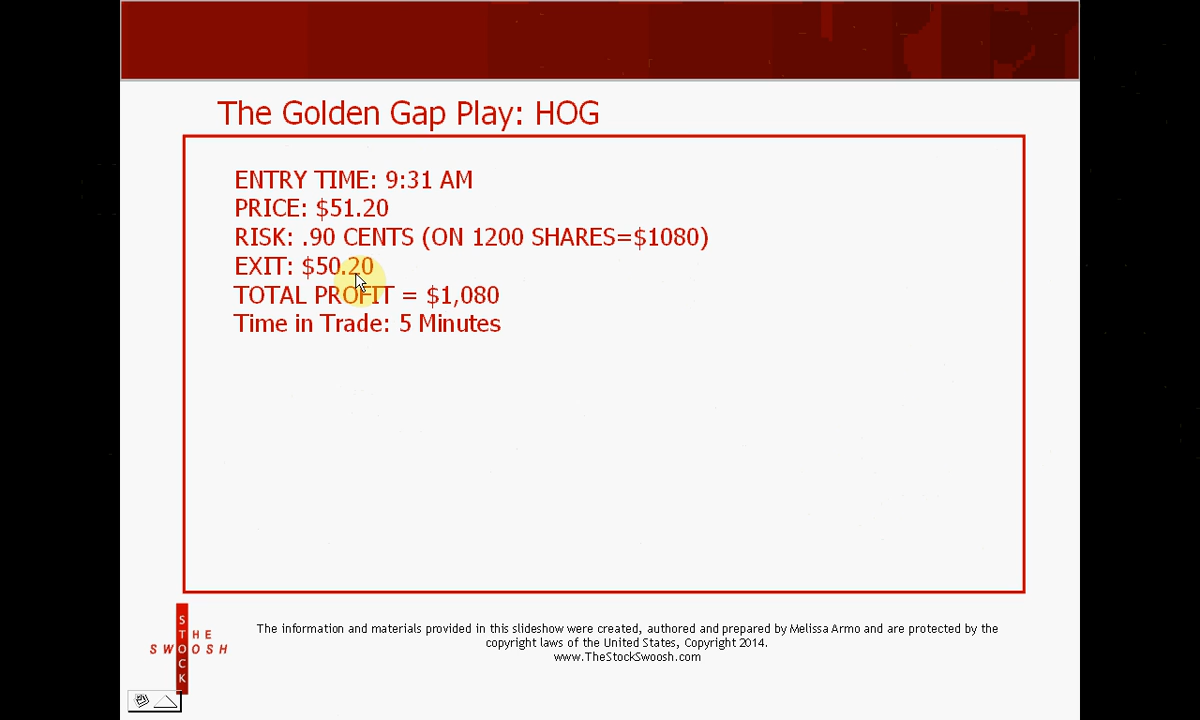 The Golden Gap Play: HOG
ENTRY TIME: 9:31 AM
PRICE: $51.20
RISK: .90 CENTS (ON 1200 SHARES=$1080)
EXIT: $50.20
TOTAL PROFIT = $1,080
Time in Trade: 5 Minutes
THE
STOCK
SWOOSH
The information and materials provided in this slideshow were created, authored and prepared by Melissa Armo and are protected by the
copyright laws of the United States, Copyright 2014.
www.TheStockSwoosh.com